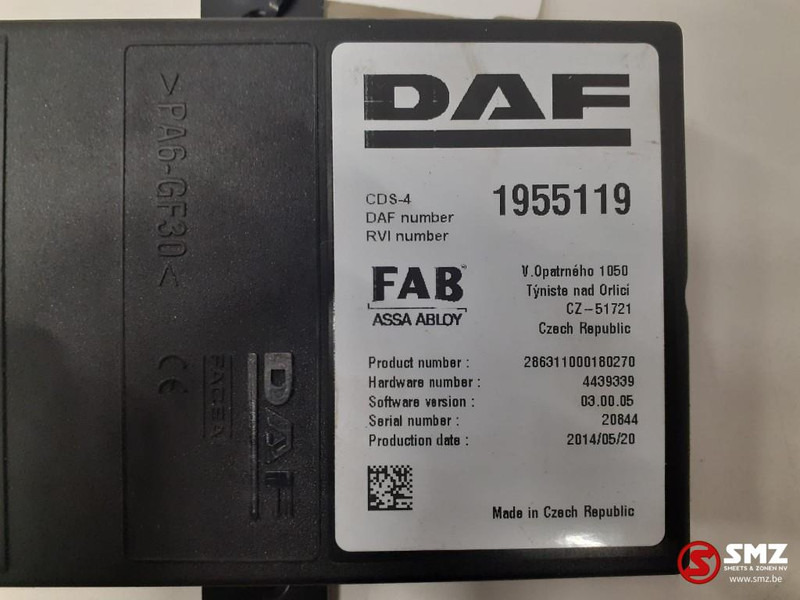 >PA6-GF30<
CE
PACCAR
DAF
DAF
CDS-4
DAF number
RVI number
1955119
FAB®
ASSA ABLOY
V.Opatrného 1050
Týniste nad Orlicí
CZ-51721
Czech Republic
Product number : 286311000180270
Hardware number : 4439339
Software version : 03.00.05
Serial number : 20844
Production date : 2014/05/20
Made in Czech Republic
SMZ
SMEETS & ZONEN NV
www.smz.be